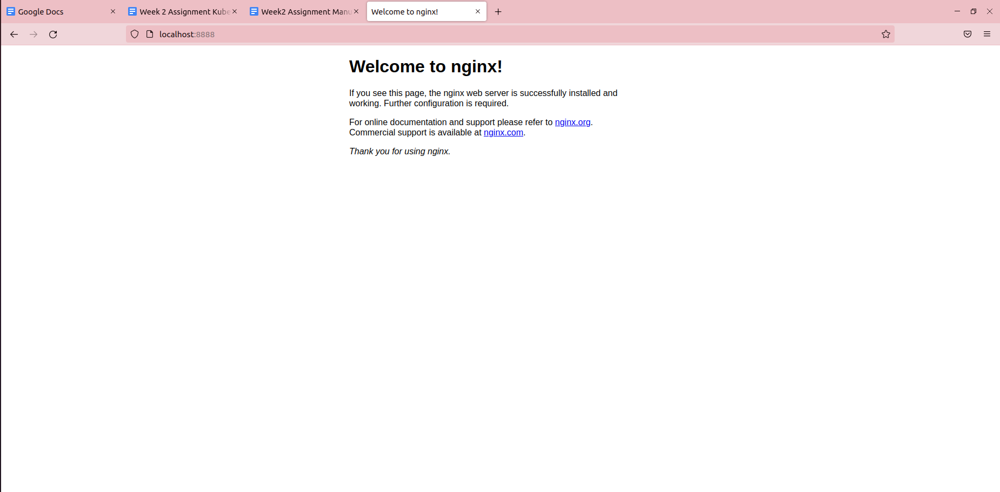 Google Docs
Week 2 Assignment Kube
Week2 Assignment Manu
Welcome to nginx!
localhost:8888
Welcome to nginx!
If you see this page, the nginx web server is successfully installed and
working. Further configuration is required.
For online documentation and support please refer to nginx.org.
Commercial support is available at nginx.com.
Thank you for using nginx.